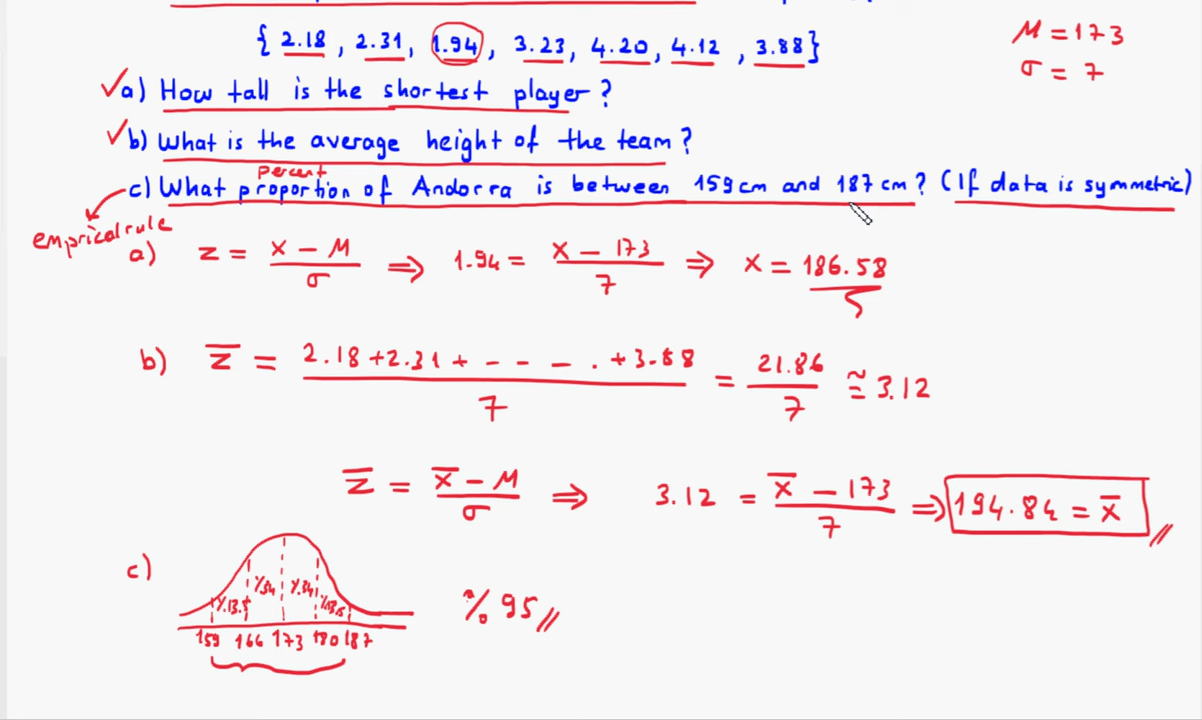 { 2.18 , 2.31 , 1.94 , 3.23 , 4.20 , 4.12 , 3.88 }
M = 173
σ = 7
✓a) How tall is the shortest player ?
✓b) What is the average height of the team ?
percent
c) What proportion of Andorra is between 159 cm and 187 cm ? (If data is symmetric)
emprical rule
a) z = (x − M) / σ ⇒ 1.94 = (x − 173) / 7 ⇒ x = 186.58
b) z̅ = (2.18 + 2.31 + - - - . + 3.88) / 7 = 21.86 / 7 ≅ 3.12
z̅ = (x̅ − M) / σ ⇒ 3.12 = (x̅ − 173) / 7 ⇒ 194.84 = x̅ //
c)
%13.5 %34 %34 %13.5
159 166 173 180 187
%95 //